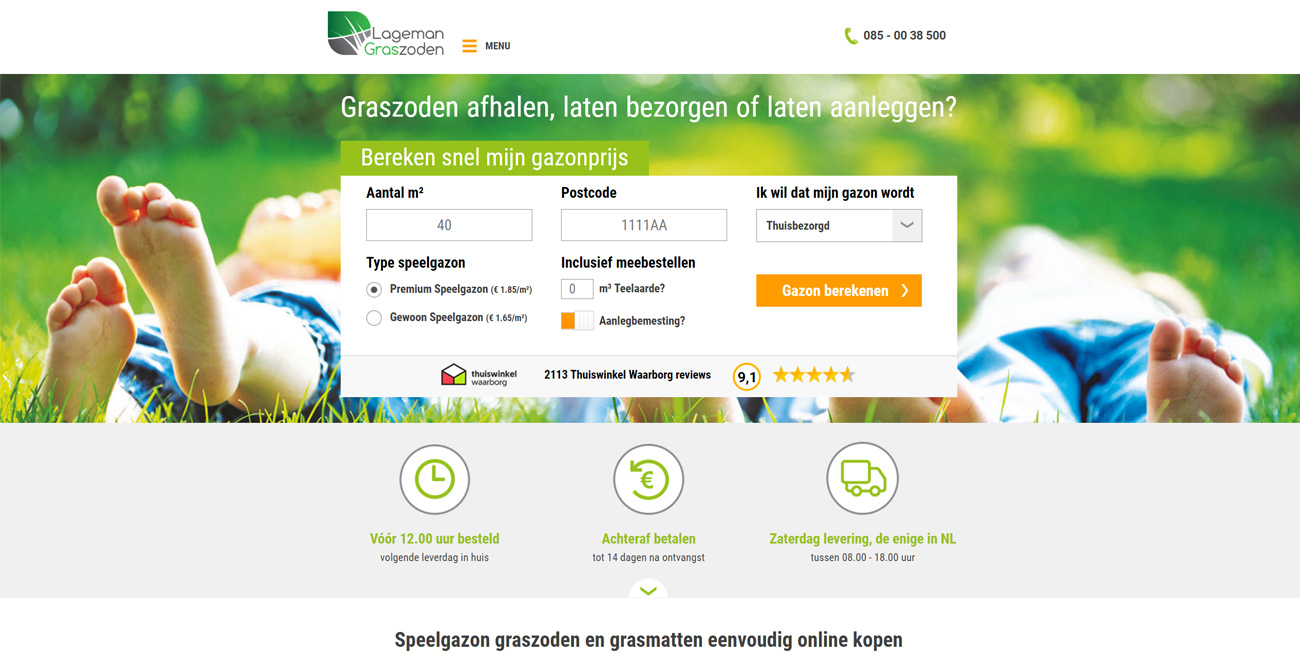 Lageman
Graszoden
MENU
085 - 00 38 500
Graszoden afhalen, laten bezorgen of laten aanleggen?
Bereken snel mijn gazonprijs
Aantal m²
Postcode
Ik wil dat mijn gazon wordt
40
1111AA
Thuisbezorgd
Type speelgazon
Inclusief meebestellen
Premium Speelgazon (€ 1.85/m²)
0 m³ Teelaarde?
Gazon berekenen
Gewoon Speelgazon (€ 1.65/m²)
Aanlegbemesting?
thuiswinkel
waarborg
2113 Thuiswinkel Waarborg reviews
9,1
€
Vóór 12.00 uur besteld
volgende leverdag in huis
Achteraf betalen
tot 14 dagen na ontvangst
Zaterdag levering, de enige in NL
tussen 08.00 - 18.00 uur
Speelgazon graszoden en grasmatten eenvoudig online kopen